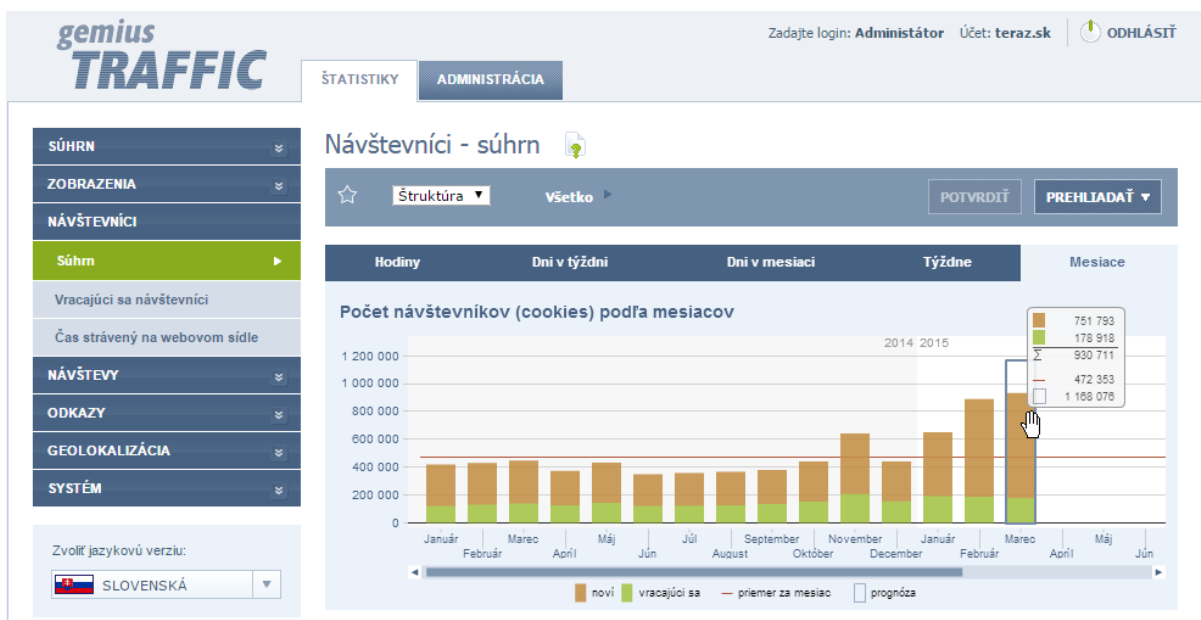 gemius
TRAFFIC
Zadajte login: Administátor Účet: teraz.sk ODHLÁSIŤ
ŠTATISTIKY ADMINISTRÁCIA
SÚHRN
ZOBRAZENIA
NÁVŠTEVNÍCI
Súhrn
Vracajúci sa návštevníci
Čas strávený na webovom sídle
NÁVŠTEVY
ODKAZY
GEOLOKALIZÁCIA
SYSTÉM
Zvoliť jazykovú verziu:
SLOVENSKÁ
Návštevníci - súhrn
Štruktúra Všetko POTVRDIŤ PREHLIADAŤ
Hodiny Dni v týždni Dni v mesiaci Týždne Mesiace
Počet návštevníkov (cookies) podľa mesiacov
751 793
178 918
Σ 930 711
472 353
1 168 076
2014 2015
1 200 000
1 000 000
800 000
600 000
400 000
200 000
0
Január Marec Máj Júl September November Január Marec Máj
Február Apríl Jún August Október December Február Apríl Jún
noví vracajúci sa priemer za mesiac prognóza